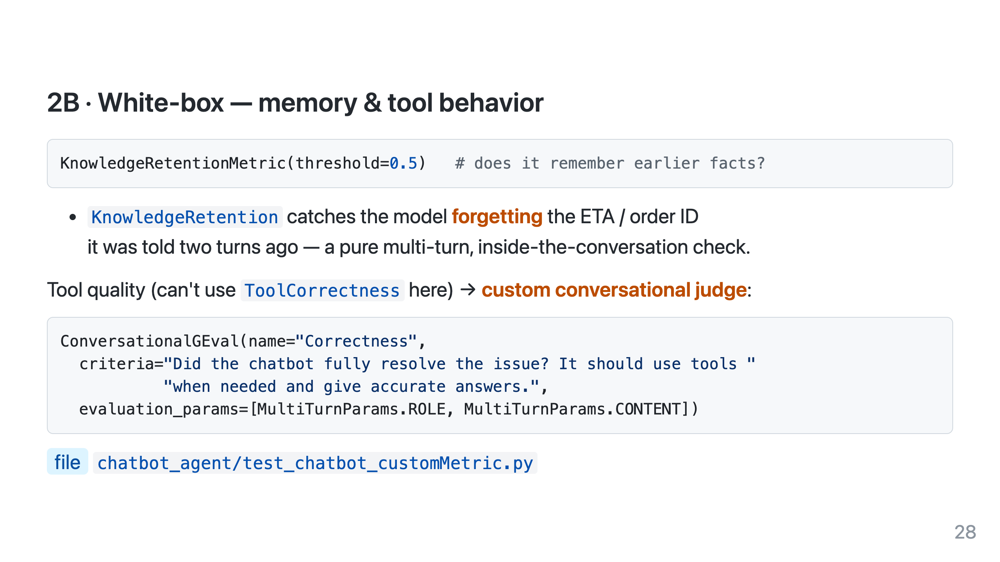 2B · White-box — memory & tool behavior
KnowledgeRetentionMetric(threshold=0.5)   # does it remember earlier facts?
• KnowledgeRetention catches the model forgetting the ETA / order ID
it was told two turns ago — a pure multi-turn, inside-the-conversation check.
Tool quality (can't use ToolCorrectness here) → custom conversational judge:
ConversationalGEval(name="Correctness",
  criteria="Did the chatbot fully resolve the issue? It should use tools "
           "when needed and give accurate answers.",
  evaluation_params=[MultiTurnParams.ROLE, MultiTurnParams.CONTENT])
file chatbot_agent/test_chatbot_customMetric.py
28